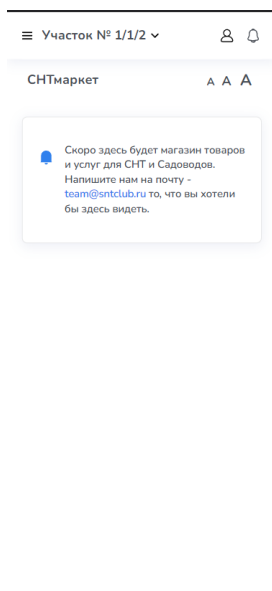 Участок № 1/1/2
СНТмаркет
А А А
Скоро здесь будет магазин товаров
и услуг для СНТ и Садоводов.
Напишите нам на почту -
team@sntclub.ru то, что вы хотели
бы здесь видеть.